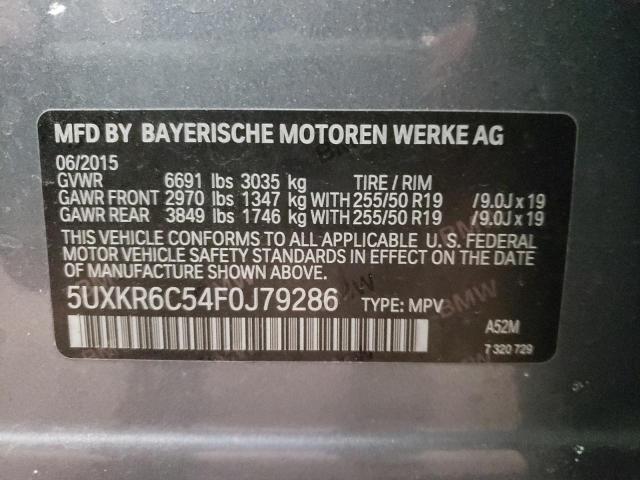 MFD BY BAYERISCHE MOTOREN WERKE AG
06/2015
GVWR 6691 lbs 3035 kg TIRE / RIM
GAWR FRONT 2970 lbs 1347 kg WITH 255/50 R19 /9.0J x 19
GAWR REAR 3849 lbs 1746 kg WITH 255/50 R19 /9.0J x 19
THIS VEHICLE CONFORMS TO ALL APPLICABLE U. S. FEDERAL
MOTOR VEHICLE SAFETY STANDARDS IN EFFECT ON THE DATE
OF MANUFACTURE SHOWN ABOVE.
5UXKR6C54F0J79286 TYPE: MPV
A52M
7 320 729
BMW